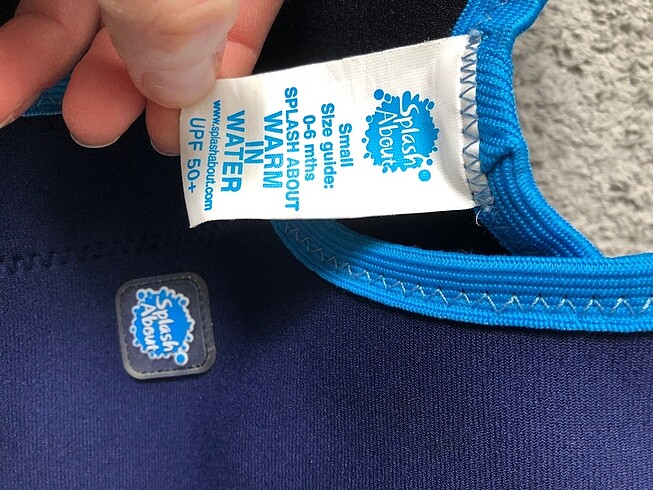 Splash
About
Small
Size guide:
0-6 mths
SPLASH ABOUT
WARM
IN
WATER
www.splashabout.com
UPF 50+
Splash
About